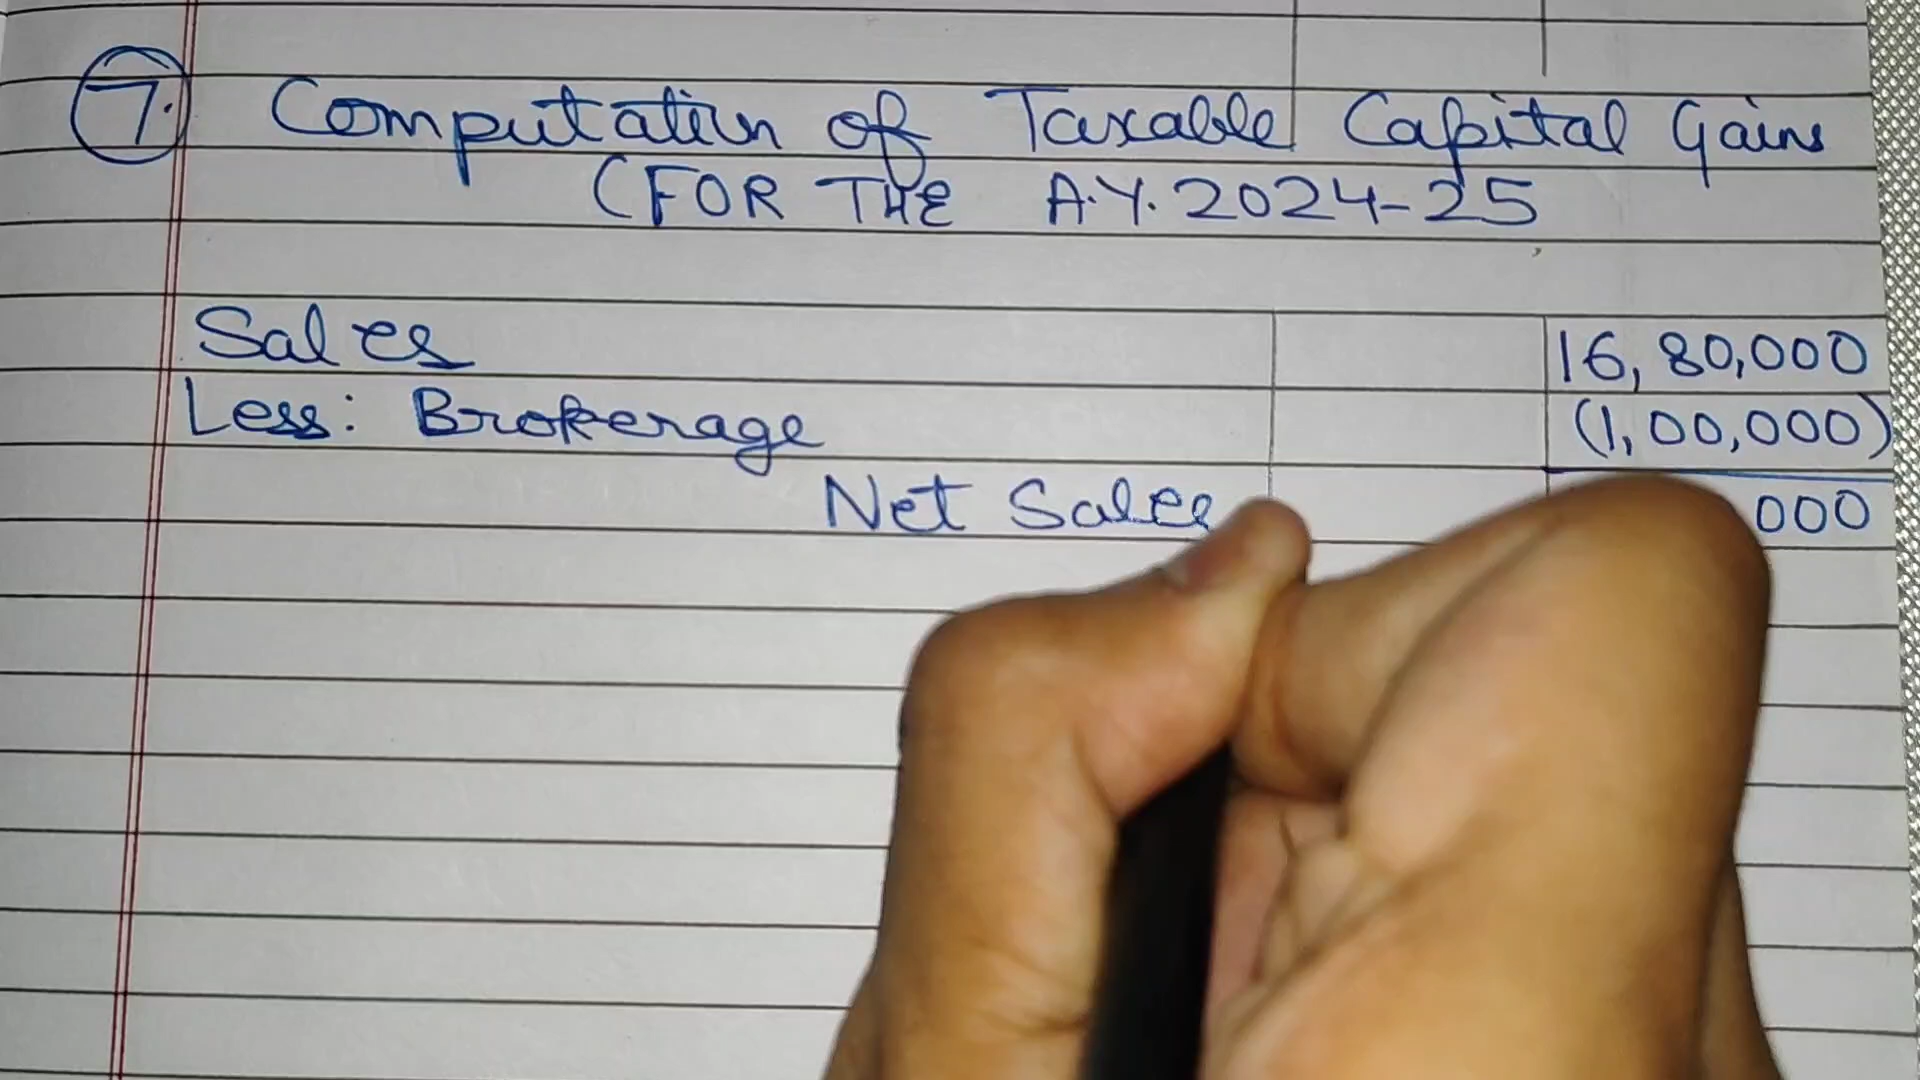 7. Computation of Taxable Capital Gains
(FOR THE A.Y. 2024-25
Sales 16,80,000
Less: Brokerage (1,00,000)
Net Sales 000